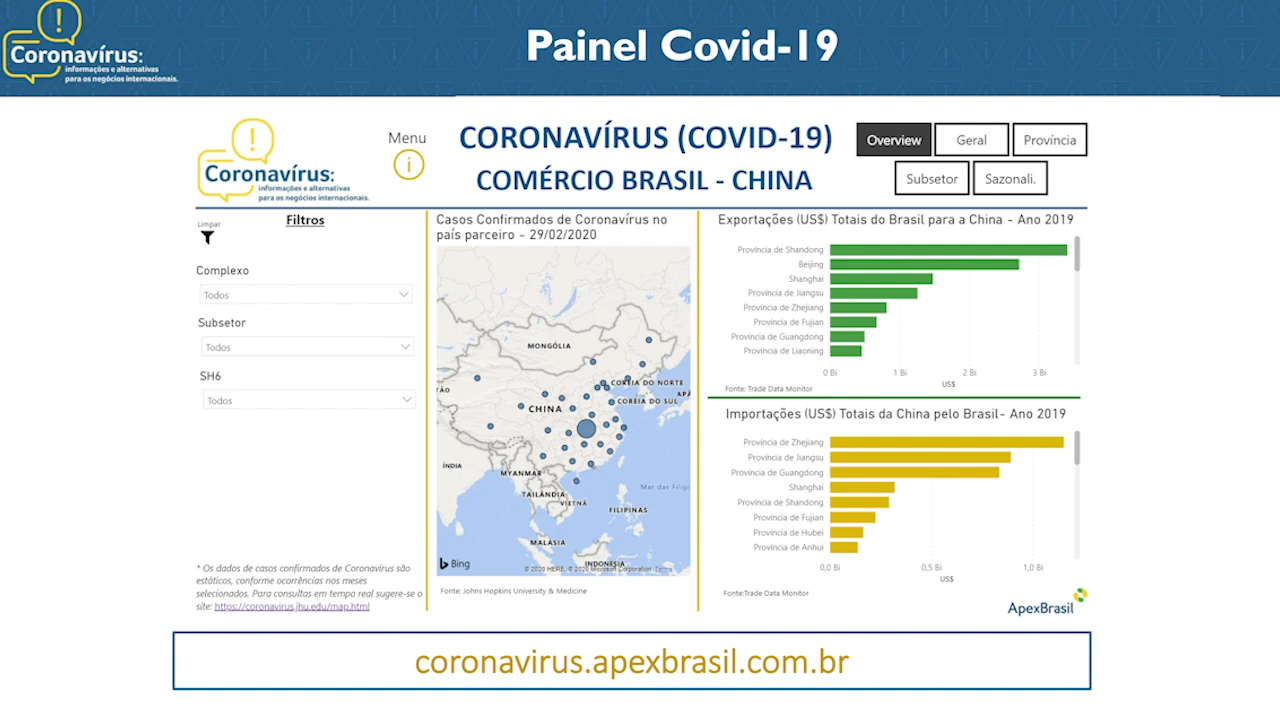 Coronavírus:
informações e alternativas
para os negócios internacionais.
Painel Covid-19
Coronavírus:
informações e alternativas
para os negócios internacionais.
Menu
i
CORONAVÍRUS (COVID-19)
COMÉRCIO BRASIL - CHINA
Overview
Geral
Província
Subsetor
Sazonali.
Limpar
Filtros
Complexo
Todos
Subsetor
Todos
SH6
Todos
* Os dados de casos confirmados de Coronavírus são
estáticos, conforme ocorrências nos meses
selecionados. Para consultas em tempo real sugere-se o
site: https://coronavirus.jhu.edu/map.html
Casos Confirmados de Coronavírus no
país parceiro - 29/02/2020
MONGÓLIA
COREIA DO NORTE
COREIA DO SUL
CHINA
ÍNDIA
MYANMAR
TAILÂNDIA
VIETNÃ
Mar das Filipi
FILIPINAS
MALÁSIA
INDONÉSIA
Bing
© 2020 HERE, © 2020 Microsoft Corporation Terms
Fonte: Johns Hopkins University & Medicine
Exportações (US$) Totais do Brasil para a China - Ano 2019
Província de Shandong
Beijing
Shanghai
Província de Jiangsu
Província de Zhejiang
Província de Fujian
Província de Guangdong
Província de Liaoning
0 Bi 1 Bi 2 Bi 3 Bi
US$
Fonte: Trade Data Monitor
Importações (US$) Totais da China pelo Brasil- Ano 2019
Província de Zhejiang
Província de Jiangsu
Província de Guangdong
Shanghai
Província de Shandong
Província de Fujian
Província de Hubei
Província de Anhui
0,0 Bi 0,5 Bi 1,0 Bi
US$
Fonte:Trade Data Monitor
ApexBrasil
coronavirus.apexbrasil.com.br